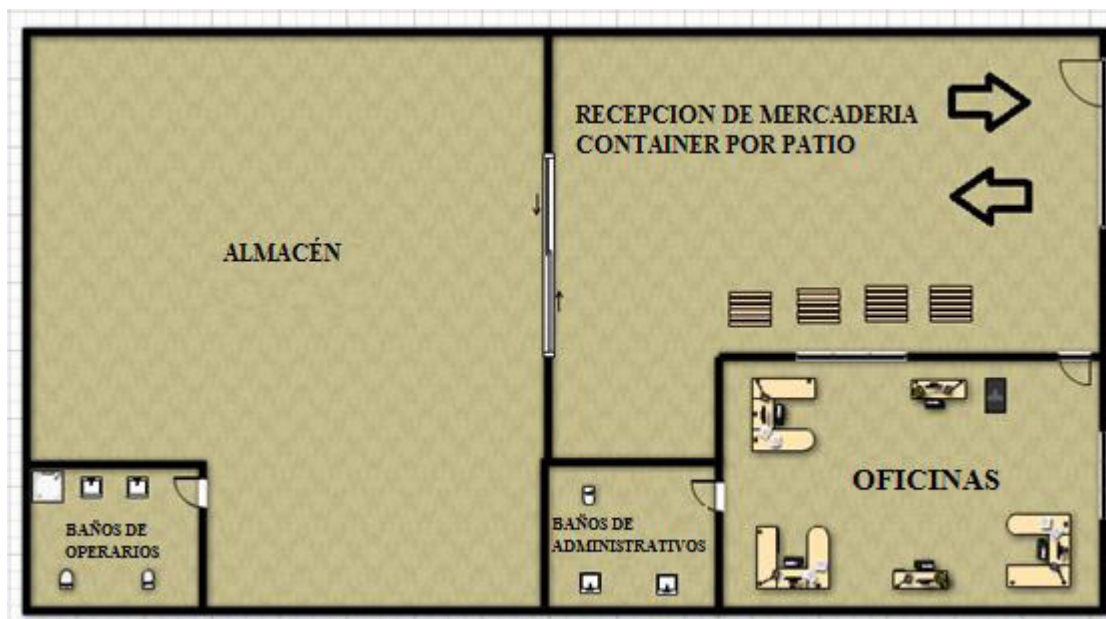 RECEPCION DE MERCADERIA
CONTAINER POR PATIO
ALMACÉN
OFICINAS
BAÑOS DE
OPERARIOS
BAÑOS DE
ADMINISTRATIVOS